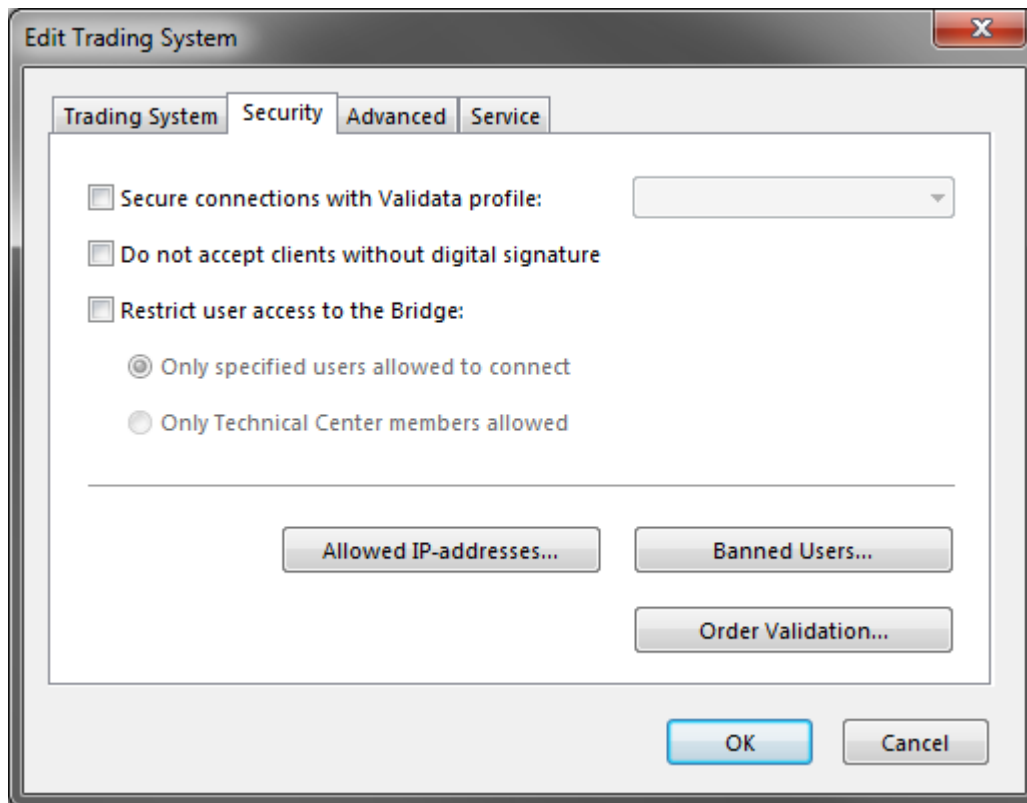 Edit Trading System
Trading System Security Advanced Service
Secure connections with Validata profile:
Do not accept clients without digital signature
Restrict user access to the Bridge:
Only specified users allowed to connect
Only Technical Center members allowed
Allowed IP-addresses... Banned Users...
Order Validation...
OK Cancel